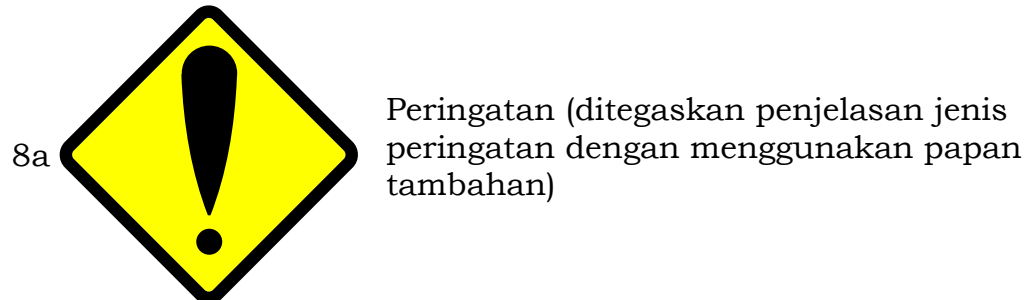 8a
Peringatan (ditegaskan penjelasan jenis
peringatan dengan menggunakan papan
tambahan)